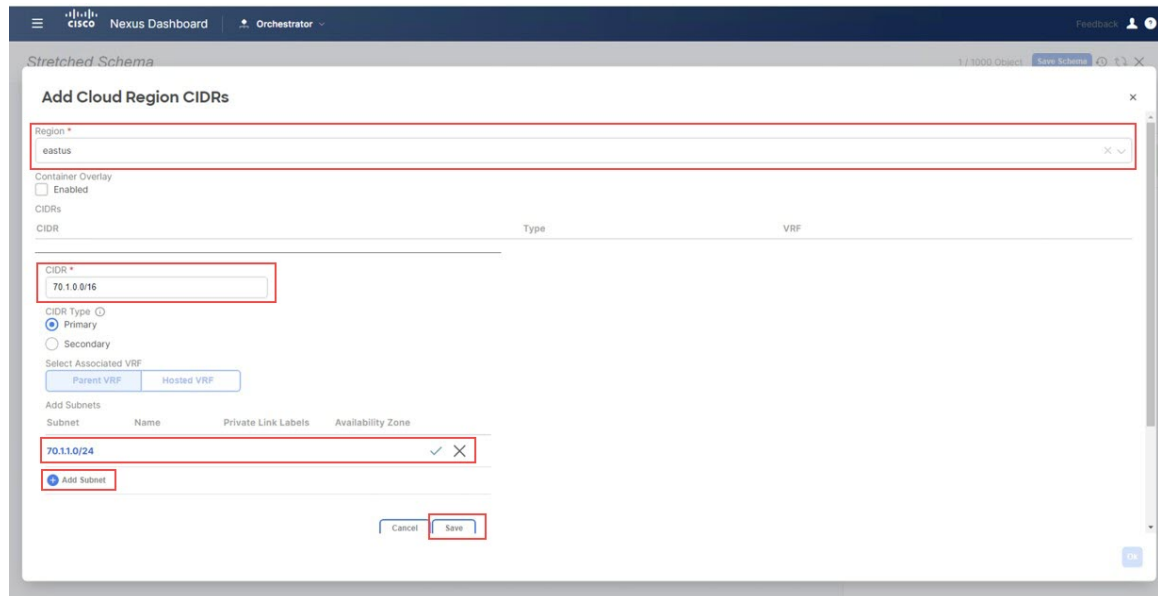 CISCO Nexus Dashboard Orchestrator Feedback
Stretched Schema 1 / 1000 Object Save Schema
Add Cloud Region CIDRs
Region *
eastus
Container Overlay
Enabled
CIDRs
CIDR Type VRF
CIDR *
70.1.0.0/16
CIDR Type
Primary
Secondary
Select Associated VRF
Parent VRF Hosted VRF
Add Subnets
Subnet Name Private Link Labels Availability Zone
70.1.1.0/24
Add Subnet
Cancel Save
Ok